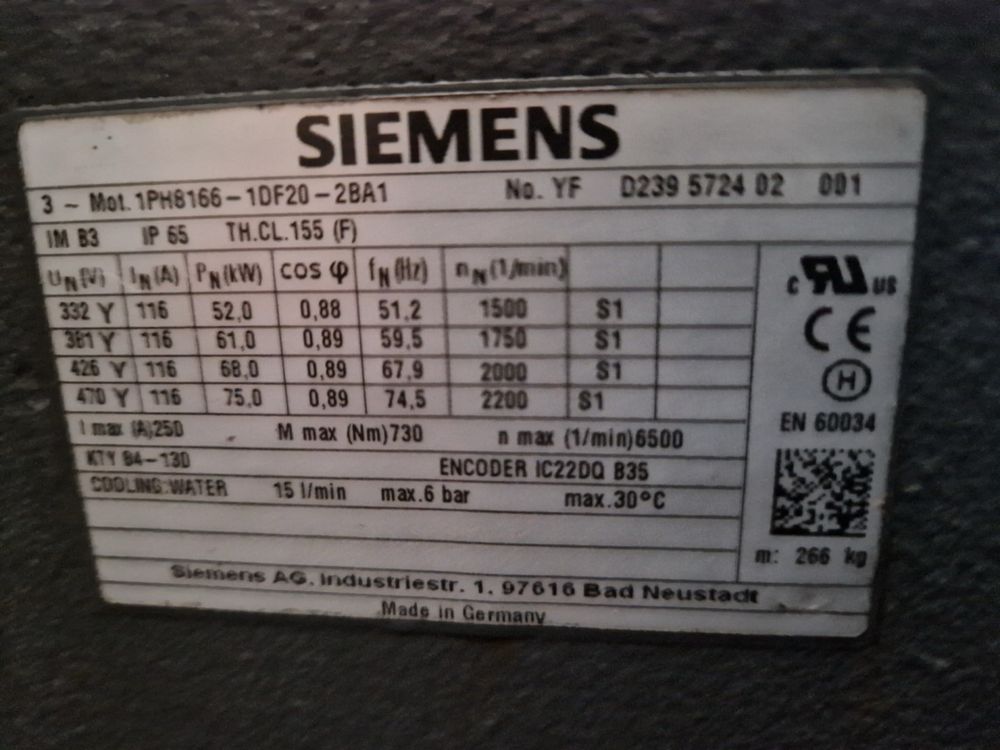 SIEMENS
3 ~ Mot. 1PH8166-1DF20-2BA1 No. YF D239 5724 02 001
IM B3 IP 65 TH.CL.155 (F)
UN(V) IN(A) PN(kW) cos φ fN(Hz) nN(1/min)
332 Y 116 52,0 0,88 51,2 1500 S1
381 Y 116 61,0 0,89 59,5 1750 S1
426 Y 116 68,0 0,89 67,9 2000 S1
470 Y 116 75,0 0,89 74,5 2200 S1
I max (A)250 M max (Nm)730 n max (1/min)6500
KTY 84-130 ENCODER IC22DQ B35
COOLING:WATER 15 l/min max.6 bar max.30°C
c RU US
CE
H
EN 60034
m: 266 kg
Siemens AG, Industriestr. 1, 97616 Bad Neustadt
Made in Germany